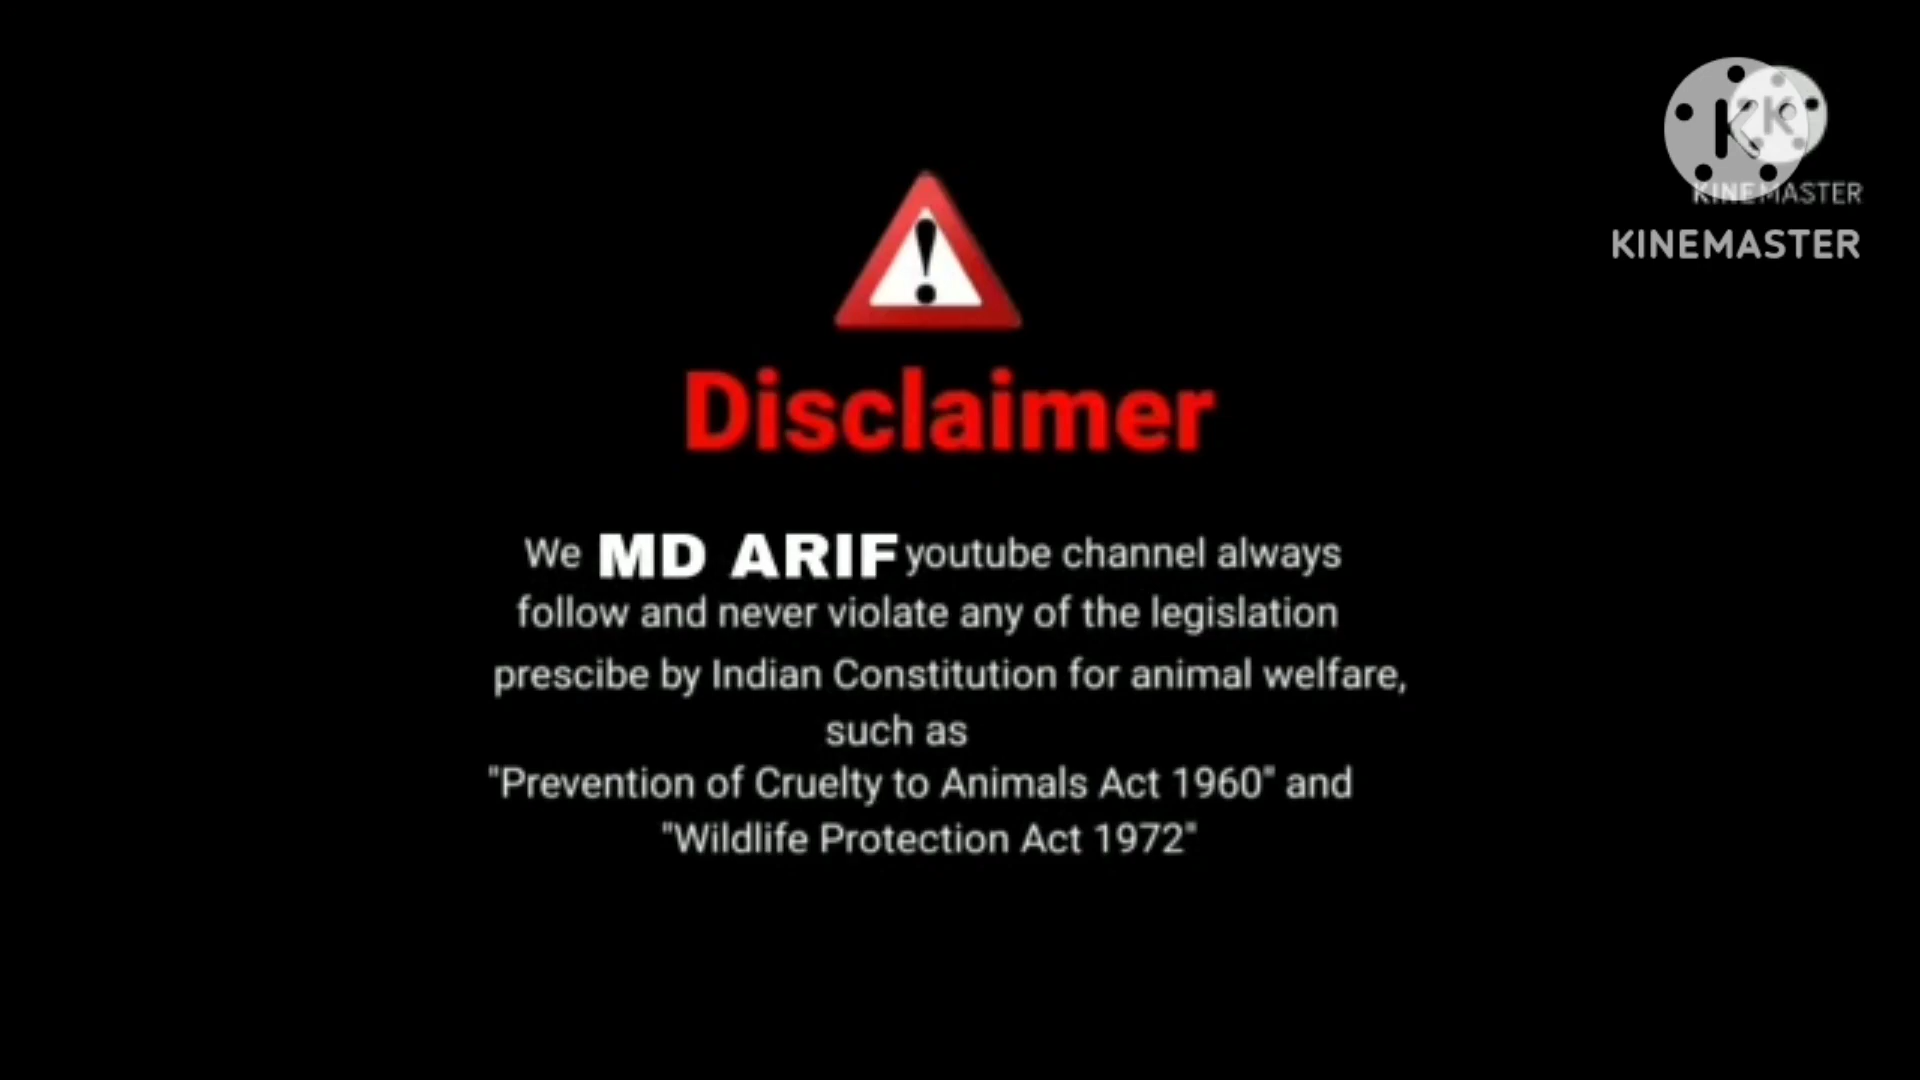 KINEMASTER
KINEMASTER
Disclaimer
We MD ARIF youtube channel always
follow and never violate any of the legislation
prescibe by Indian Constitution for animal welfare,
such as
"Prevention of Cruelty to Animals Act 1960" and
"Wildlife Protection Act 1972"